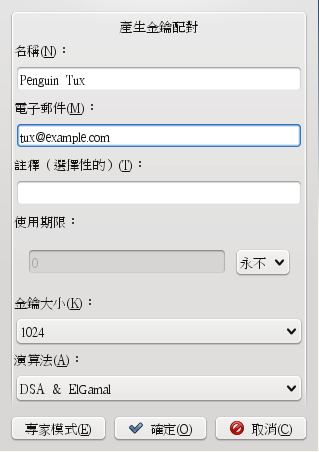 產生金鑰配對
名稱(N)：
Penguin Tux
電子郵件(M)：
tux@example.com
註釋（選擇性的）(T)：
使用期限：
0 永不
金鑰大小(K)：
1024
演算法(A)：
DSA & ElGamal
專家模式(E) 確定(O) 取消(C)